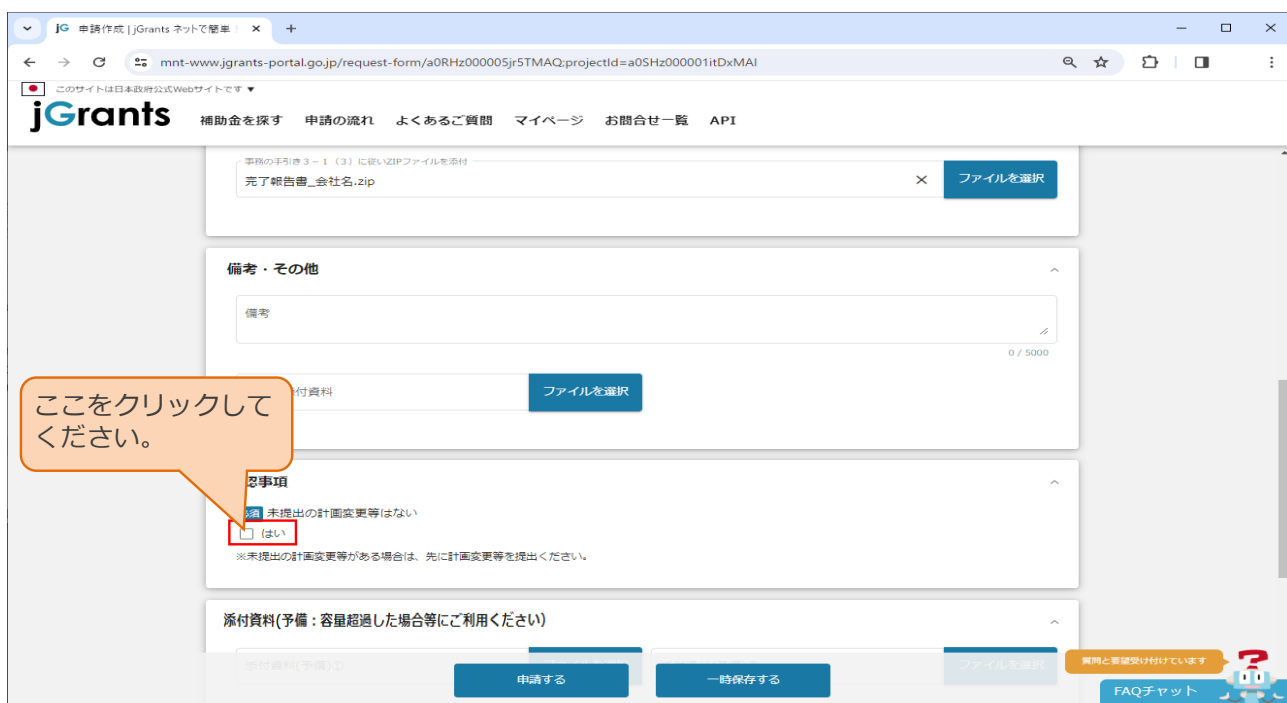 jG 申請作成 | jGrants ネットで簡単
mnt-www.jgrants-portal.go.jp/request-form/a0RHz000005jr5TMAQ;projectId=a0SHz000001itDxMAI
このサイトは日本政府公式Webサイトです ▼
jGrants 補助金を探す 申請の流れ よくあるご質問 マイページ お問合せ一覧 API
事務の手引き３－１（３）に従いZIPファイルを添付
完了報告書_会社名.zip
ファイルを選択
備考・その他
備考
0 / 5000
付資料
ファイルを選択
ここをクリックして
ください。
認事項
必須 未提出の計画変更等はない
はい
※未提出の計画変更等がある場合は、先に計画変更等を提出ください。
添付資料(予備：容量超過した場合等にご利用ください)
添付資料(予備)①
ファイルを選択
申請する
一時保存する
質問と要望受け付けています
FAQチャット